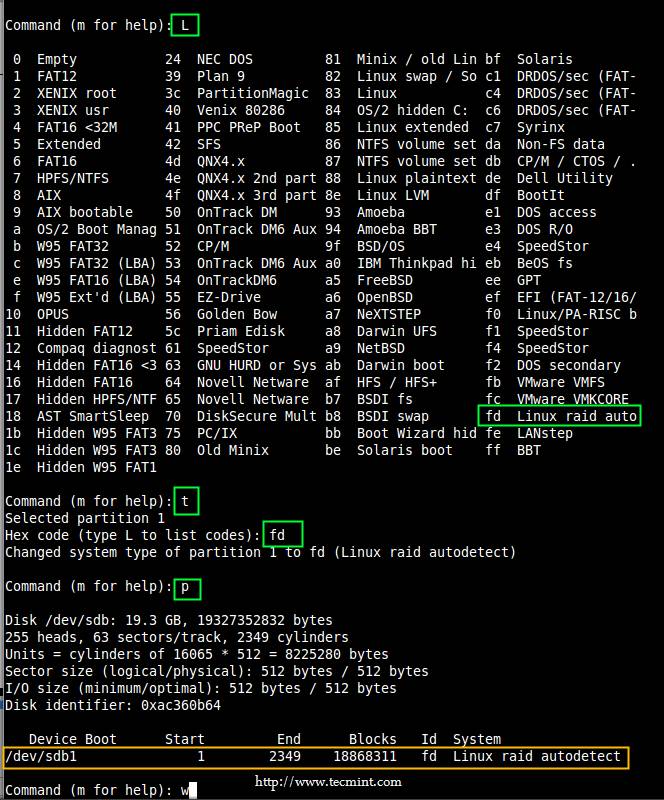 Command (m for help): L
0  Empty           24  NEC DOS         81  Minix / old Lin bf  Solaris
1  FAT12           39  Plan 9          82  Linux swap / So c1  DRDOS/sec (FAT-
2  XENIX root      3c  PartitionMagic  83  Linux           c4  DRDOS/sec (FAT-
3  XENIX usr       40  Venix 80286     84  OS/2 hidden C:  c6  DRDOS/sec (FAT-
4  FAT16 <32M      41  PPC PReP Boot   85  Linux extended  c7  Syrinx
5  Extended        42  SFS             86  NTFS volume set da  Non-FS data
6  FAT16           4d  QNX4.x          87  NTFS volume set db  CP/M / CTOS / .
7  HPFS/NTFS       4e  QNX4.x 2nd part 88  Linux plaintext de  Dell Utility
8  AIX             4f  QNX4.x 3rd part 8e  Linux LVM       df  BootIt
9  AIX bootable    50  OnTrack DM      93  Amoeba          e1  DOS access
a  OS/2 Boot Manag 51  OnTrack DM6 Aux 94  Amoeba BBT      e3  DOS R/O
b  W95 FAT32       52  CP/M            9f  BSD/OS          e4  SpeedStor
c  W95 FAT32 (LBA) 53  OnTrack DM6 Aux a0  IBM Thinkpad hi eb  BeOS fs
e  W95 FAT16 (LBA) 54  OnTrackDM6      a5  FreeBSD         ee  GPT
f  W95 Ext'd (LBA) 55  EZ-Drive        a6  OpenBSD         ef  EFI (FAT-12/16/
10  OPUS            56  Golden Bow      a7  NeXTSTEP        f0  Linux/PA-RISC b
11  Hidden FAT12    5c  Priam Edisk     a8  Darwin UFS      f1  SpeedStor
12  Compaq diagnost 61  SpeedStor       a9  NetBSD          f4  SpeedStor
14  Hidden FAT16 <3 63  GNU HURD or Sys ab  Darwin boot     f2  DOS secondary
16  Hidden FAT16    64  Novell Netware  af  HFS / HFS+      fb  VMware VMFS
17  Hidden HPFS/NTF 65  Novell Netware  b7  BSDI fs         fc  VMware VMKCORE
18  AST SmartSleep  70  DiskSecure Mult b8  BSDI swap       fd  Linux raid auto
1b  Hidden W95 FAT3 75  PC/IX           bb  Boot Wizard hid fe  LANstep
1c  Hidden W95 FAT3 80  Old Minix       be  Solaris boot    ff  BBT
1e  Hidden W95 FAT1
Command (m for help): t
Selected partition 1
Hex code (type L to list codes): fd
Changed system type of partition 1 to fd (Linux raid autodetect)
Command (m for help): p
Disk /dev/sdb: 19.3 GB, 19327352832 bytes
255 heads, 63 sectors/track, 2349 cylinders
Units = cylinders of 16065 * 512 = 8225280 bytes
Sector size (logical/physical): 512 bytes / 512 bytes
I/O size (minimum/optimal): 512 bytes / 512 bytes
Disk identifier: 0xac360b64
Device Boot      Start         End      Blocks   Id  System
/dev/sdb1               1        2349    18868311   fd  Linux raid autodetect
http://www.tecmint.com
Command (m for help): w